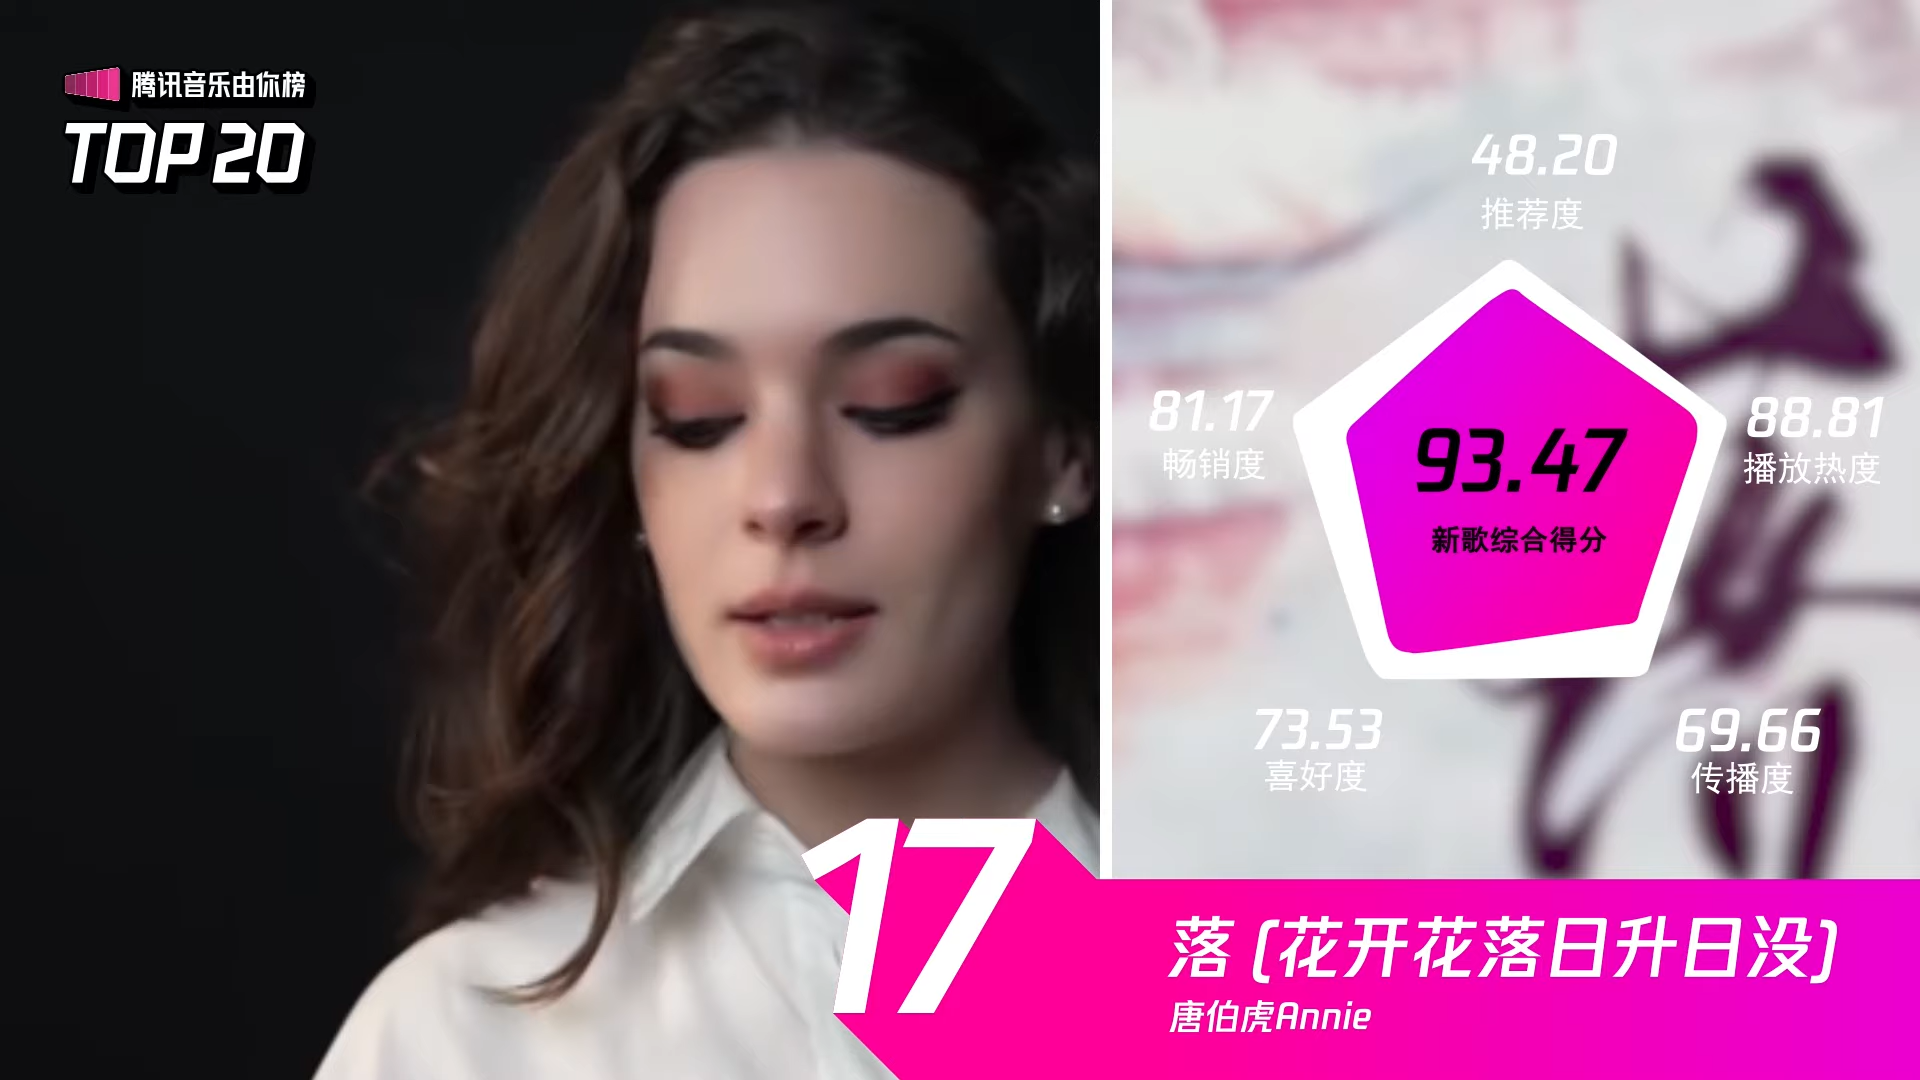 腾讯音乐由你榜
TOP 20
48.20
推荐度
81.17
畅销度
88.81
播放热度
93.47
新歌综合得分
73.53
喜好度
69.66
传播度
17
落 (花开花落日升日没)
唐伯虎Annie